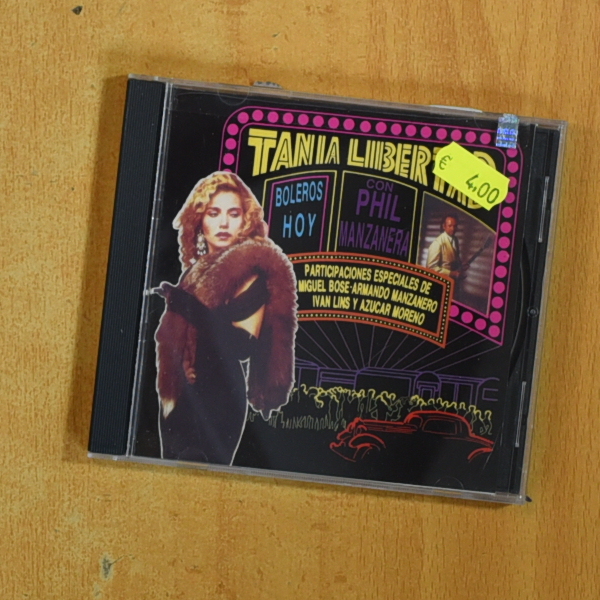 TANIA LIBERTAD
€ 4.00
BOLEROS
HOY
CON
PHIL
MANZANERA
PARTICIPACIONES ESPECIALES DE
MIGUEL BOSE·ARMANDO MANZANERO
IVAN LINS Y AZUCAR MORENO